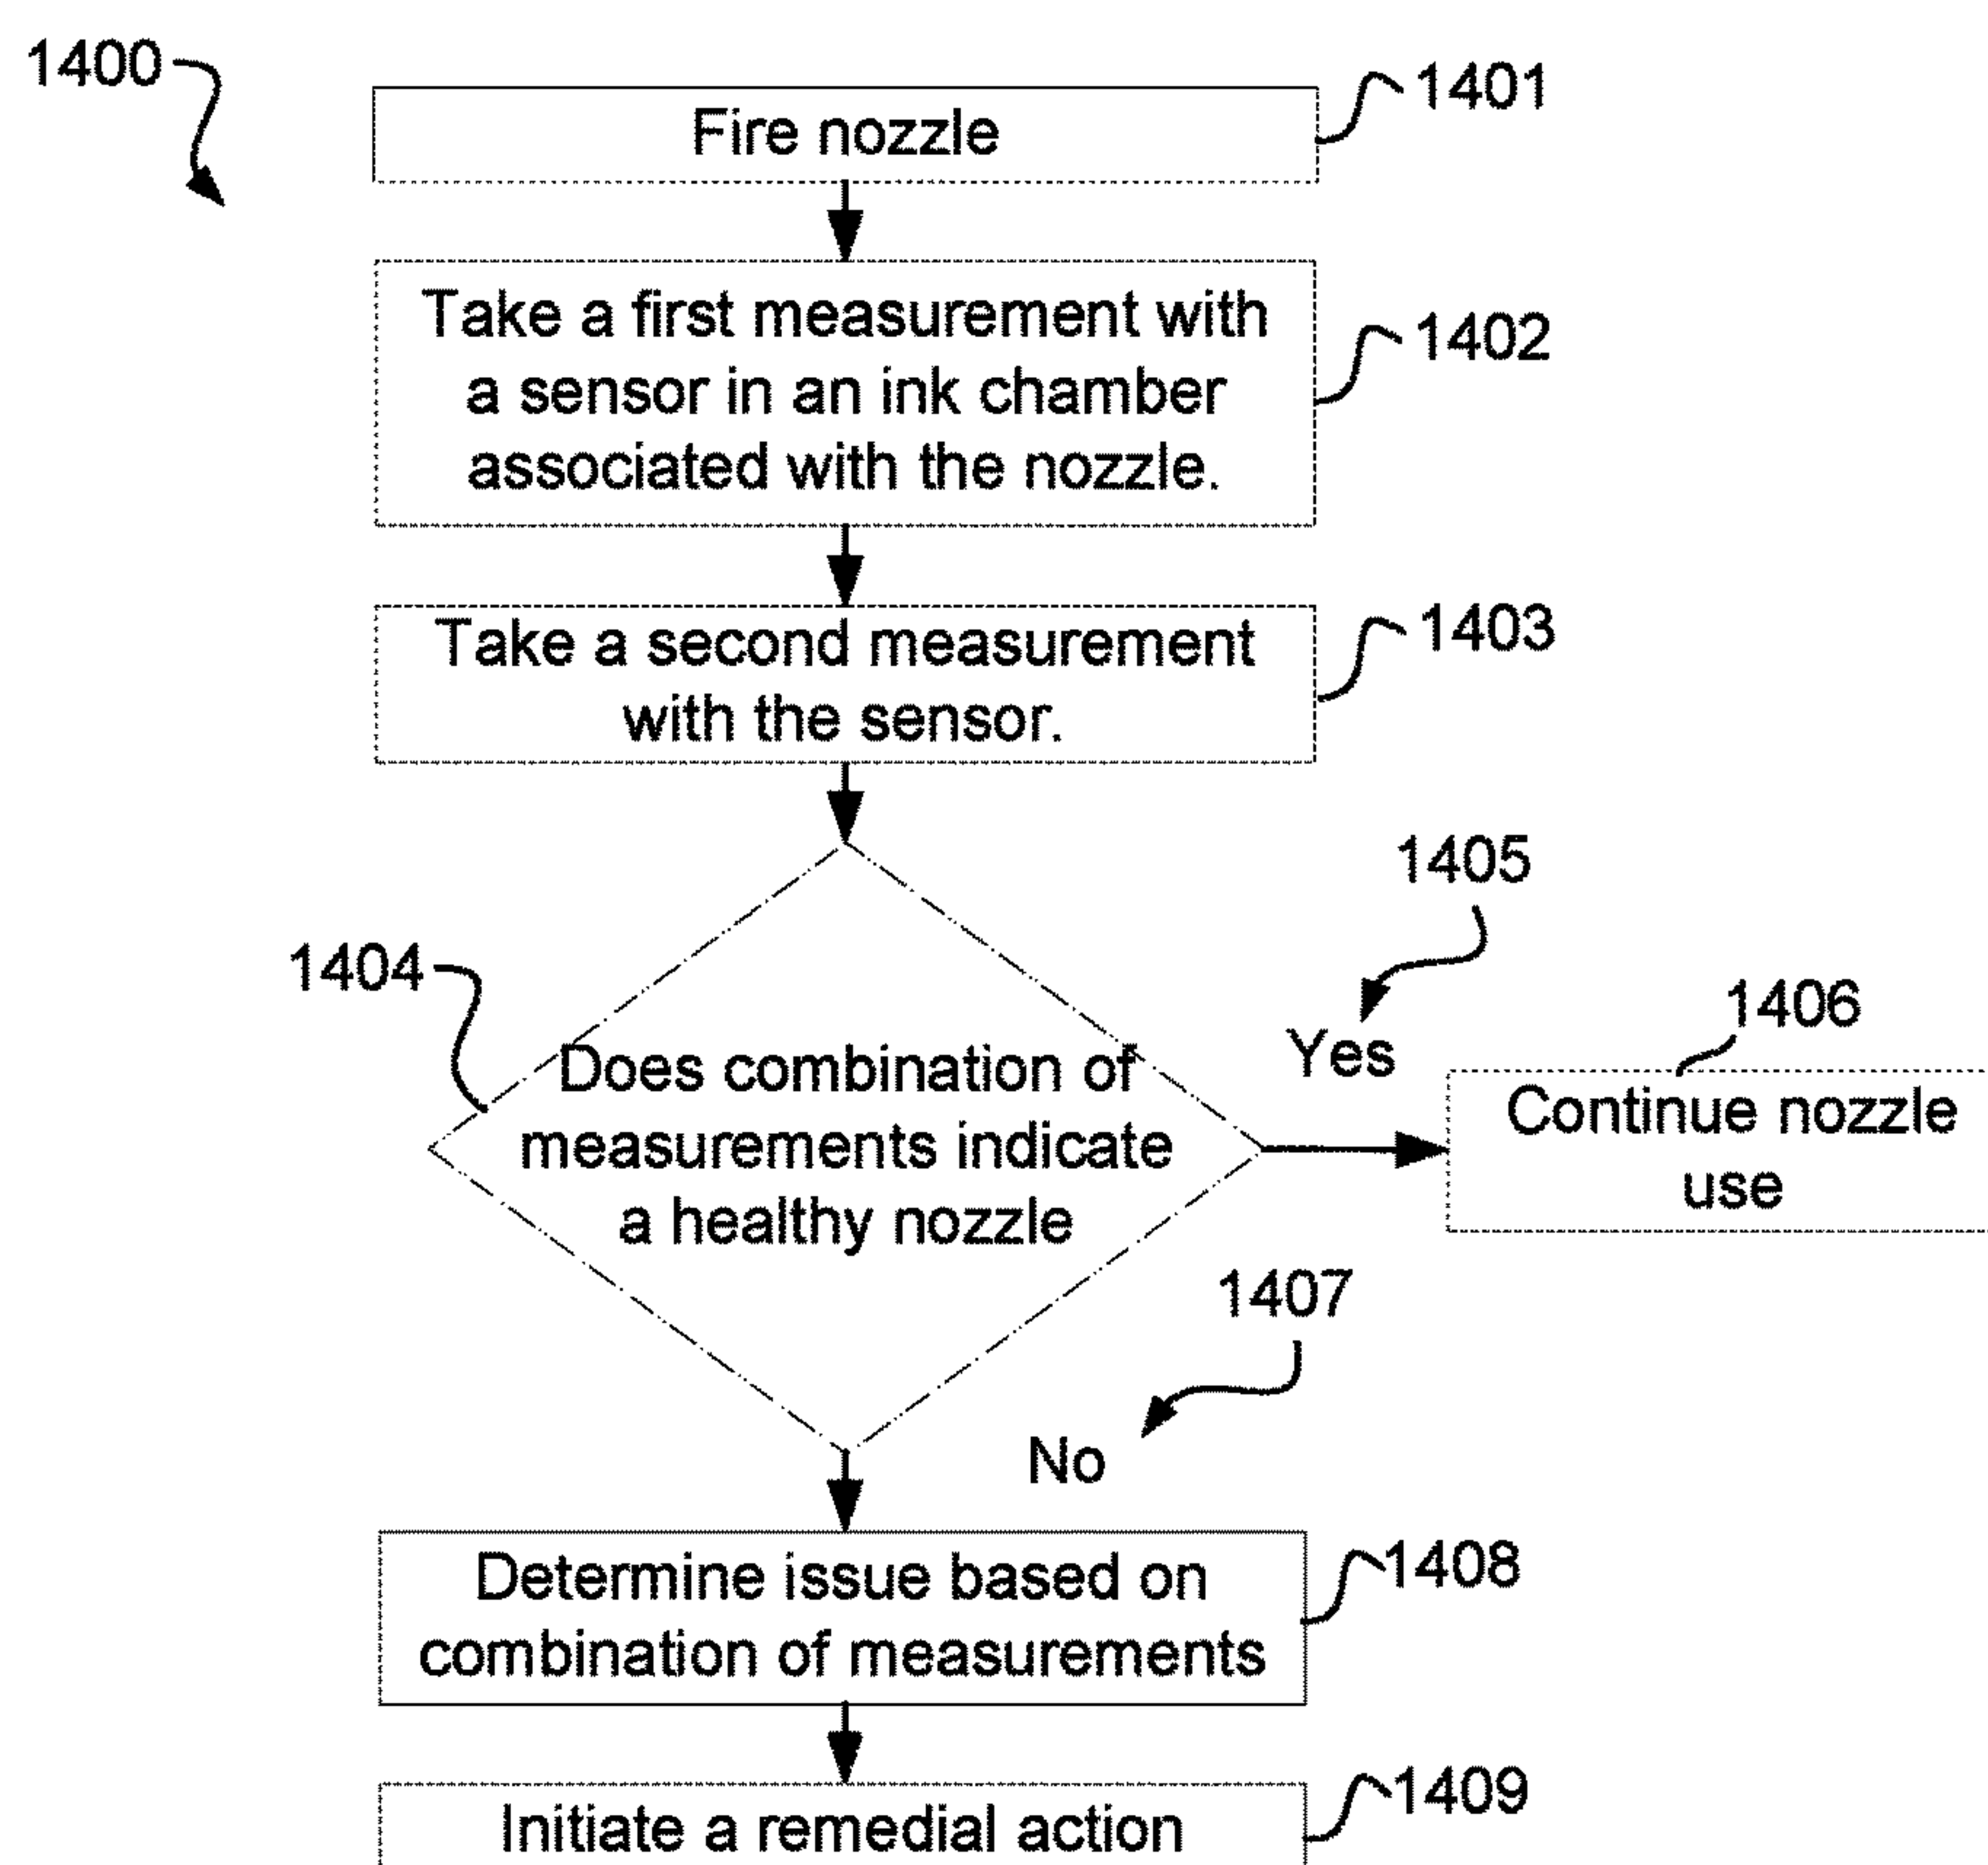 1400
Fire nozzle
1401
Take a first measurement with
a sensor in an ink chamber
associated with the nozzle.
1402
Take a second measurement
with the sensor.
1403
1404
Does combination of
measurements indicate
a healthy nozzle
1405
Yes
1406
Continue nozzle
use
1407
No
Determine issue based on
combination of measurements
1408
Initiate a remedial action
1409